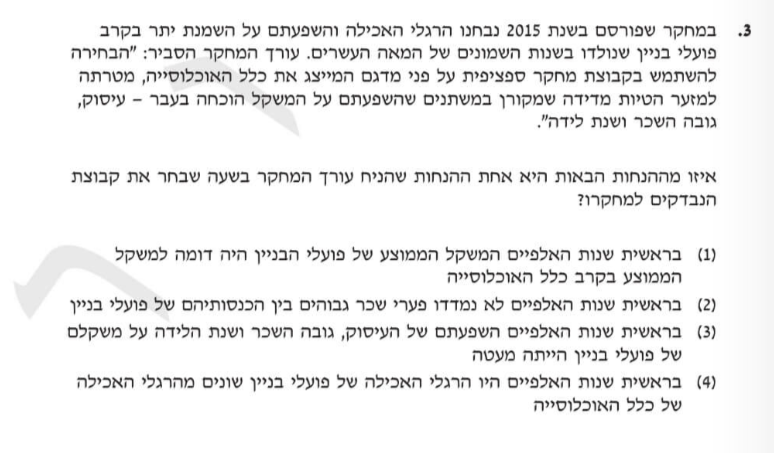 3. במחקר שפורסם בשנת 2015 נבחנו הרגלי האכילה והשפעתם על השמנת יתר בקרב
פועלי בניין שנולדו בשנות השמונים של המאה העשרים. עורך המחקר הסביר: "הבחירה
להשתמש בקבוצת מחקר ספציפית על פני מדגם המייצג את כלל האוכלוסייה, מטרתה
למזער הטיות מדידה שמקורן במשתנים שהשפעתם על המשקל הוכחה בעבר – עיסוק,
גובה השכר ושנת לידה".
איזו מההנחות הבאות היא אחת ההנחות שהניח עורך המחקר בשעה שבחר את קבוצת
הנבדקים למחקרו?
(1) בראשית שנות האלפיים המשקל הממוצע של פועלי הבניין היה דומה למשקל
הממוצע בקרב כלל האוכלוסייה
(2) בראשית שנות האלפיים לא נמדדו פערי שכר גבוהים בין הכנסותיהם של פועלי בניין
(3) בראשית שנות האלפיים השפעתם של העיסוק, גובה השכר ושנת הלידה על משקלם
של פועלי בניין הייתה מעטה
(4) בראשית שנות האלפיים היו הרגלי האכילה של פועלי בניין שונים מהרגלי האכילה
של כלל האוכלוסייה